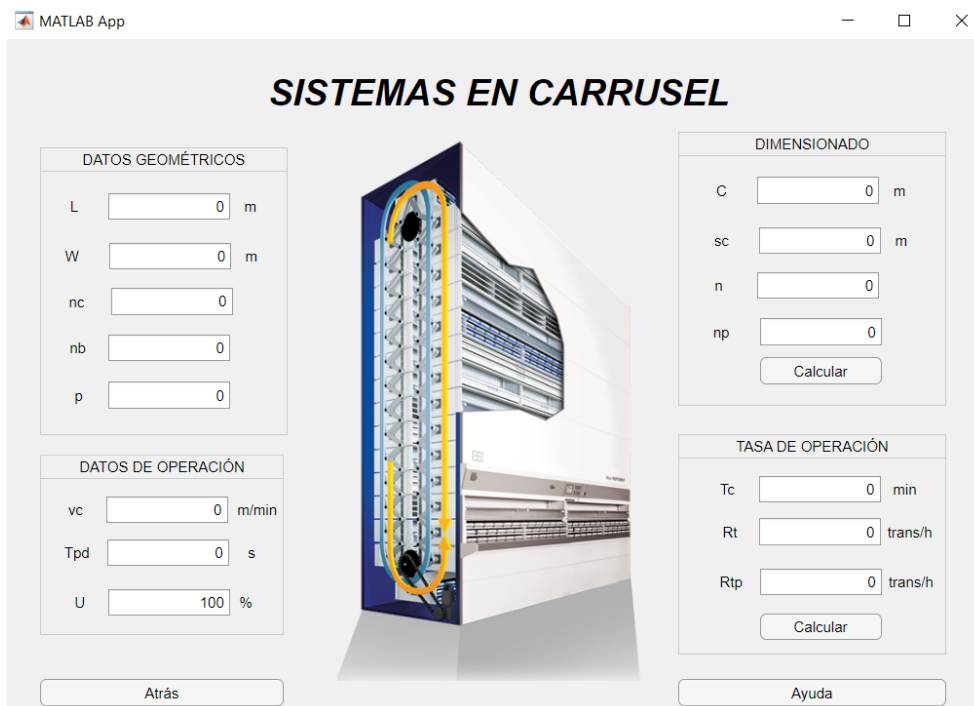 MATLAB App
SISTEMAS EN CARRUSEL
DATOS GEOMÉTRICOS
L 0 m
W 0 m
nc 0
nb 0
p 0
DATOS DE OPERACIÓN
vc 0 m/min
Tpd 0 s
U 100 %
Atrás
DIMENSIONADO
C 0 m
sc 0 m
n 0
np 0
Calcular
TASA DE OPERACIÓN
Tc 0 min
Rt 0 trans/h
Rtp 0 trans/h
Calcular
Ayuda